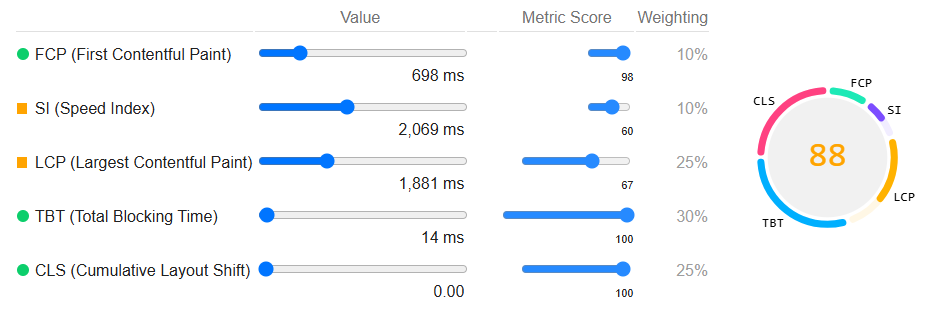 Value Metric Score Weighting
FCP (First Contentful Paint) 10%
698 ms 98
SI (Speed Index) 10%
2,069 ms 60
LCP (Largest Contentful Paint) 25%
1,881 ms 67
TBT (Total Blocking Time) 30%
14 ms 100
CLS (Cumulative Layout Shift) 25%
0.00 100
FCP
SI
LCP
TBT
CLS
88